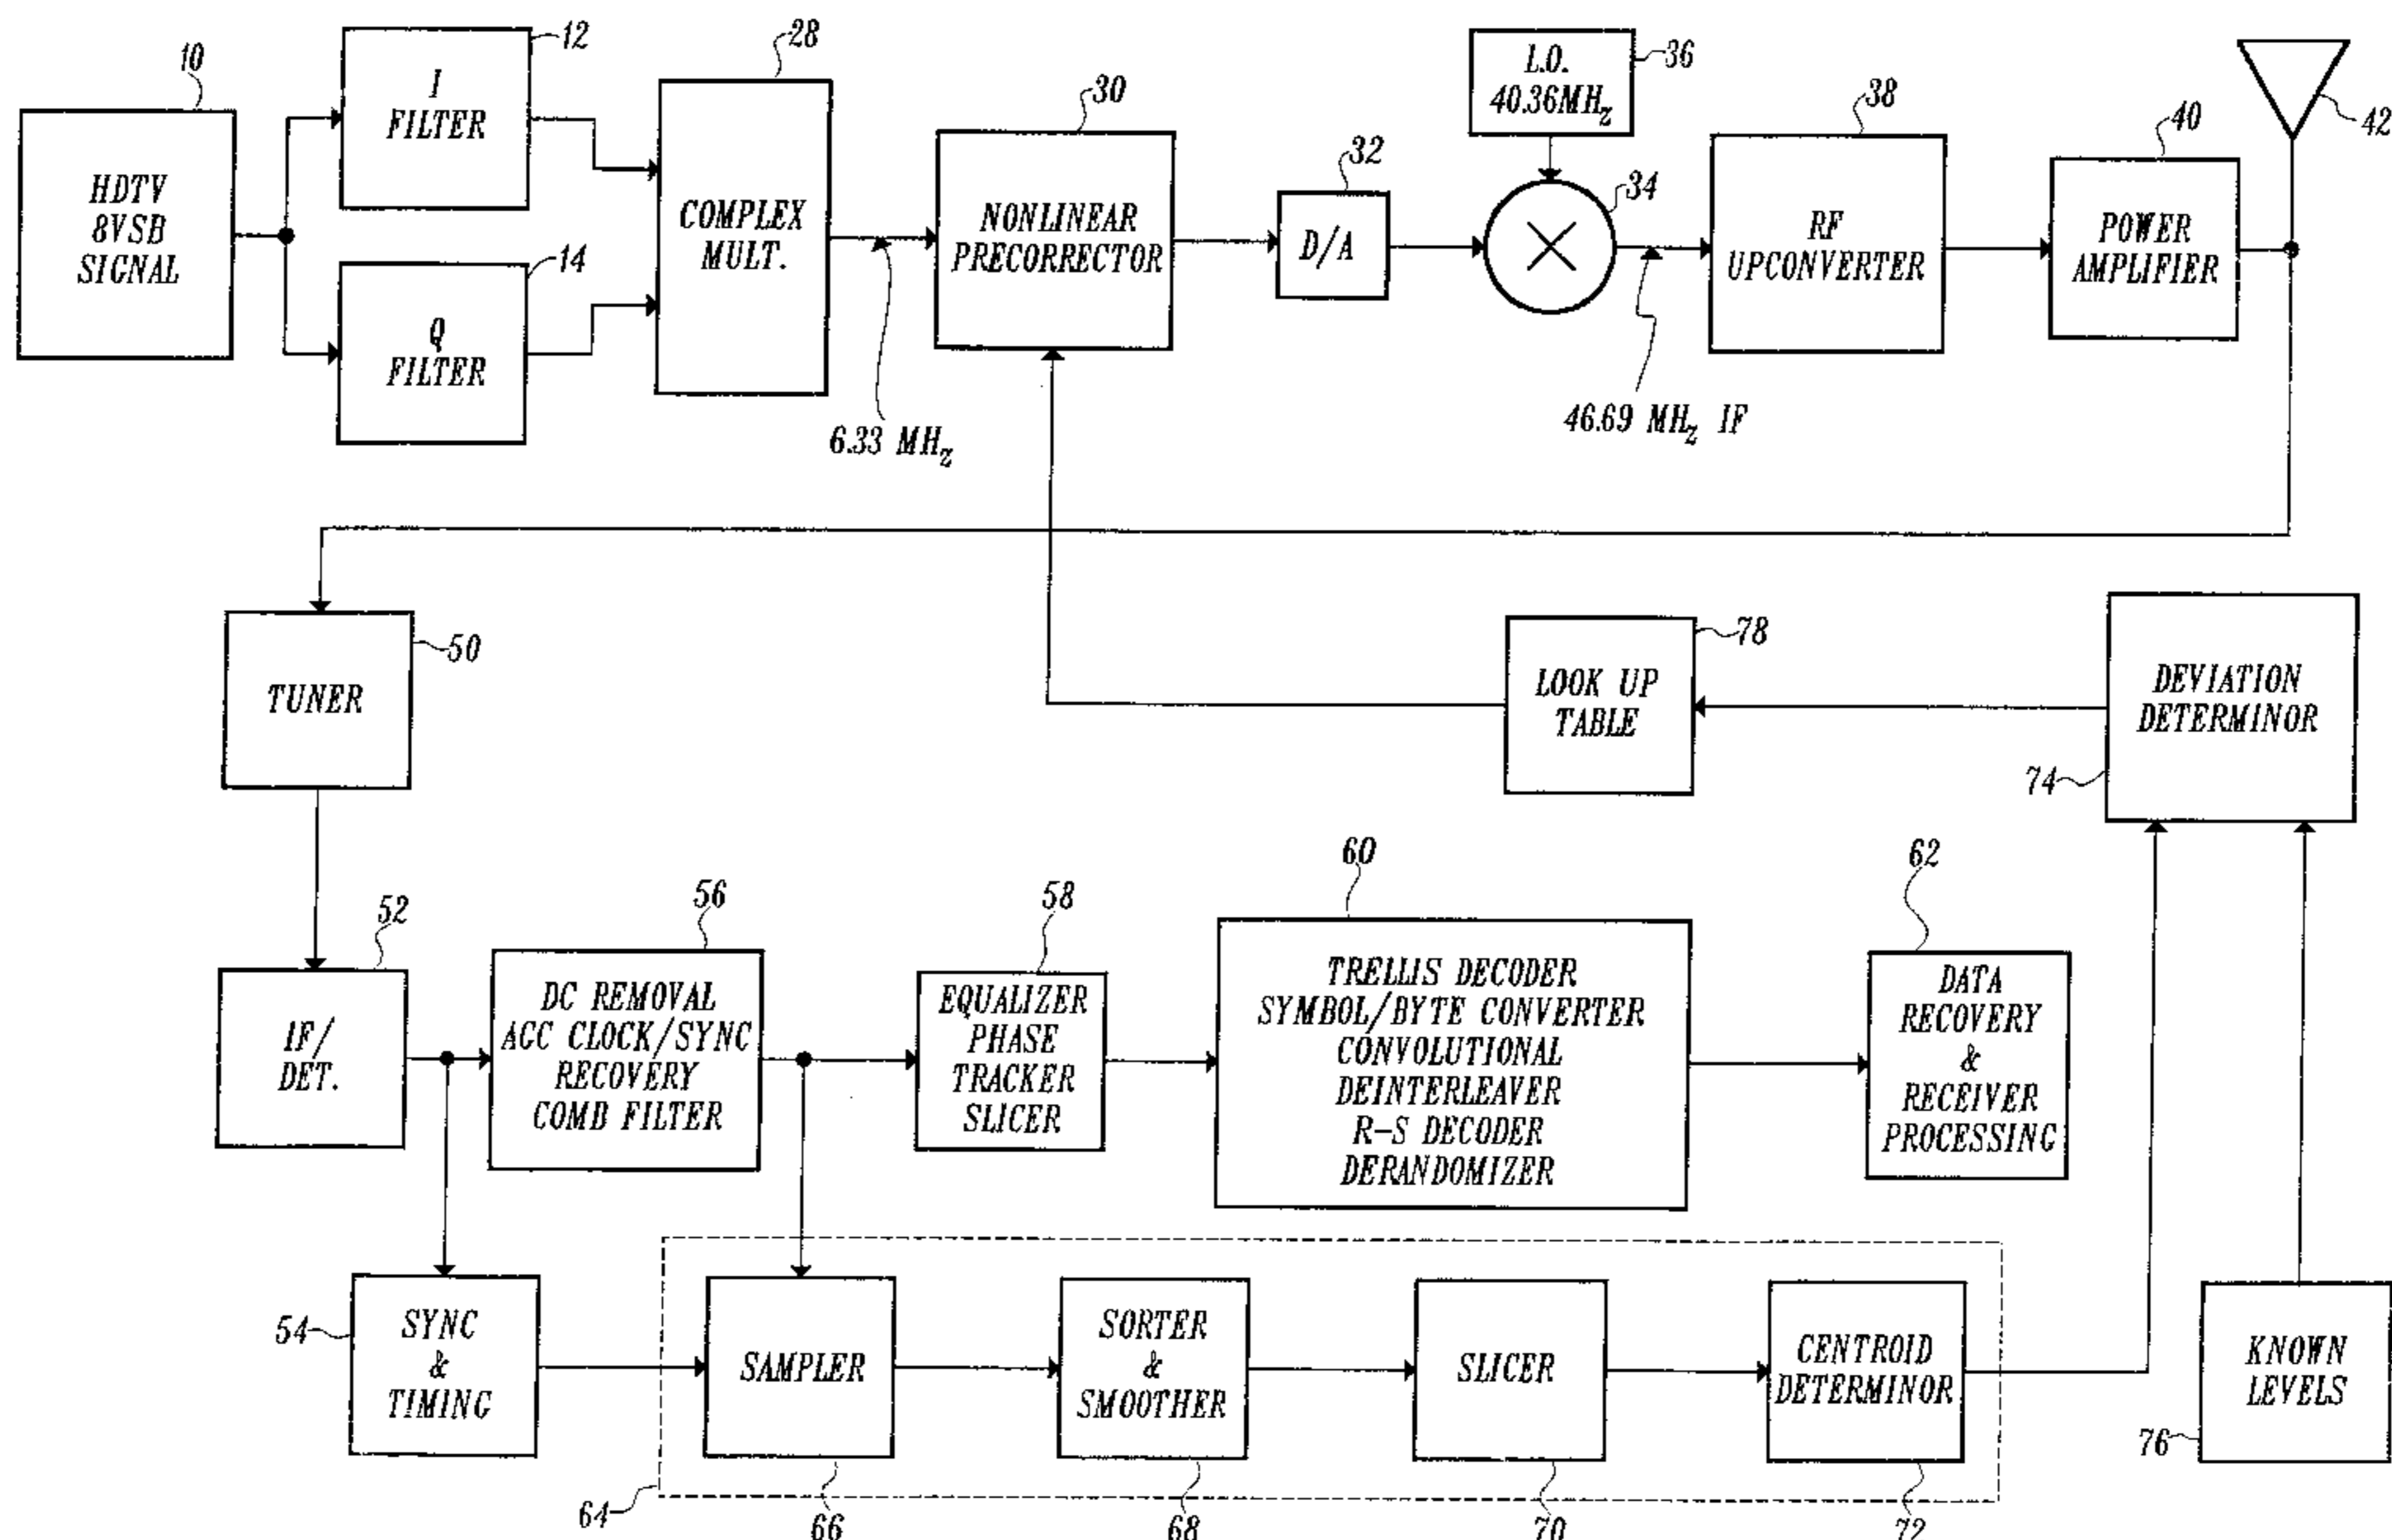 10
HDTV
8VSB
SIGNAL
12
I
FILTER
14
Q
FILTER
28
COMPLEX
MULT.
6.33 MHz
30
NONLINEAR
PRECORRECTOR
32
D/A
L.O.
40.36MHz
36
34
46.69 MHz IF
38
RF
UPCONVERTER
40
POWER
AMPLIFIER
42
50
TUNER
78
LOOK UP
TABLE
DEVIATION
DETERMINOR
74
52
IF/
DET.
56
DC REMOVAL
AGC CLOCK/SYNC
RECOVERY
COMB FILTER
58
EQUALIZER
PHASE
TRACKER
SLICER
60
TRELLIS DECODER
SYMBOL/BYTE CONVERTER
CONVOLUTIONAL
DEINTERLEAVER
R-S DECODER
DERANDOMIZER
62
DATA
RECOVERY
&
RECEIVER
PROCESSING
54
SYNC
&
TIMING
SAMPLER
SORTER
&
SMOOTHER
SLICER
CENTROID
DETERMINOR
KNOWN
LEVELS
76
64
66
68
70
72